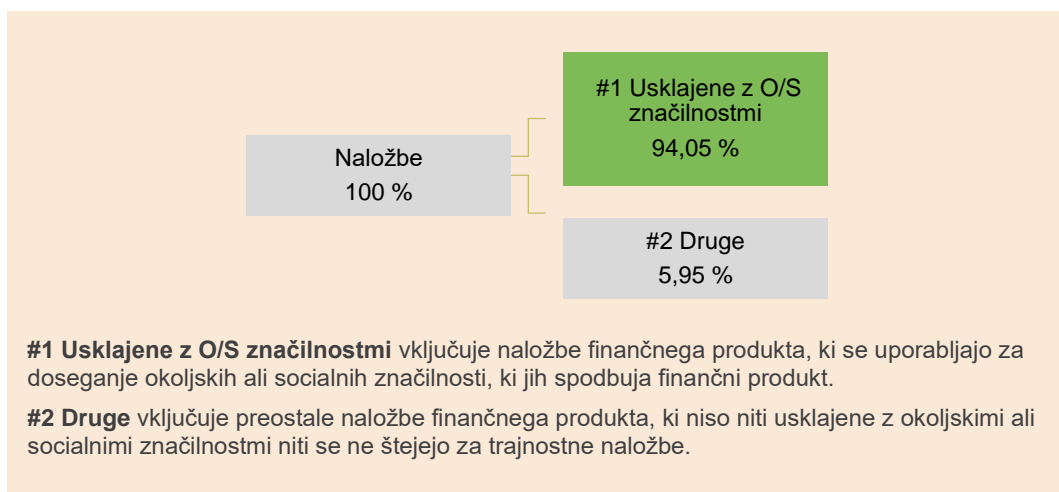 #1 Usklajene z O/S
značilnostmi
94,05 %
Naložbe
100 %
#2 Druge
5,95 %
#1 Usklajene z O/S značilnostmi vključuje naložbe finančnega produkta, ki se uporabljajo za
doseganje okoljskih ali socialnih značilnosti, ki jih spodbuja finančni produkt.
#2 Druge vključuje preostale naložbe finančnega produkta, ki niso niti usklajene z okoljskimi ali
socialnimi značilnostmi niti se ne štejejo za trajnostne naložbe.